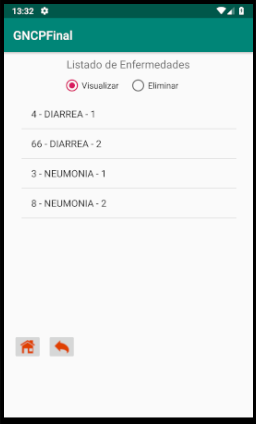 13:32
GNCPFinal
Listado de Enfermedades
Visualizar Eliminar
4 - DIARREA - 1
66 - DIARREA - 2
3 - NEUMONIA - 1
8 - NEUMONIA - 2